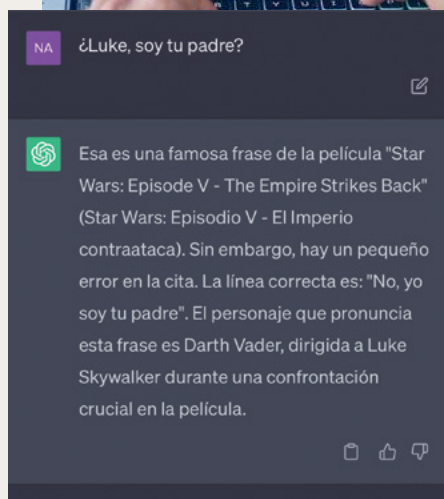 NA
¿Luke, soy tu padre?
Esa es una famosa frase de la película "Star
Wars: Episode V - The Empire Strikes Back"
(Star Wars: Episodio V - El Imperio
contraataca). Sin embargo, hay un pequeño
error en la cita. La línea correcta es: "No, yo
soy tu padre". El personaje que pronuncia
esta frase es Darth Vader, dirigida a Luke
Skywalker durante una confrontación
crucial en la película.